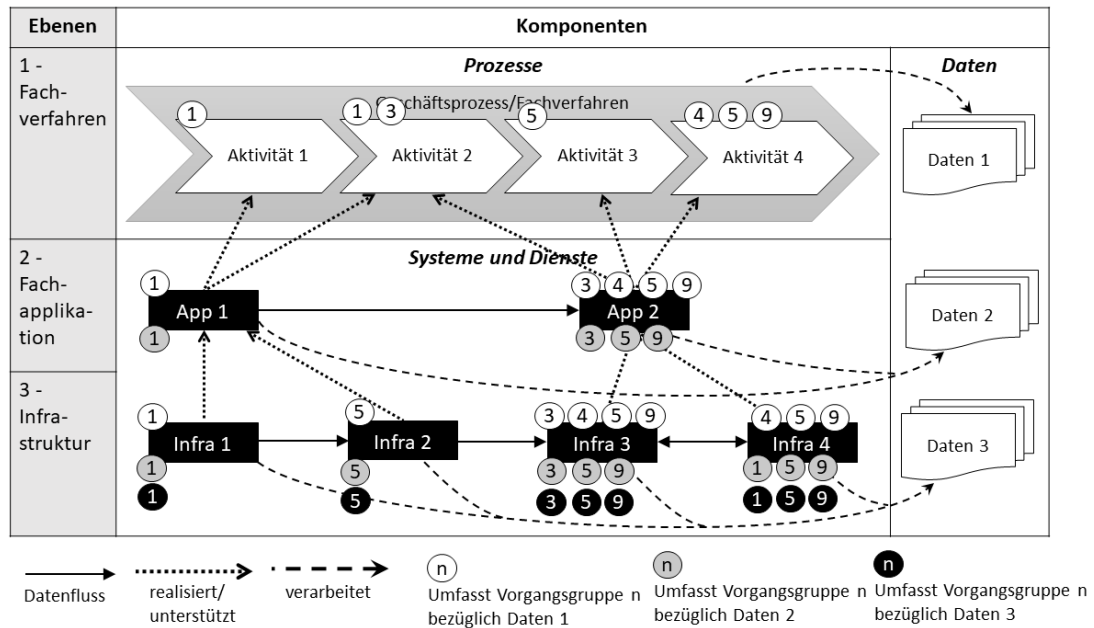 Ebenen
Komponenten
1 -
Fach-
verfahren
Prozesse
Daten
Geschäftsprozess/Fachverfahren
1
1 3
5
4 5 9
Aktivität 1
Aktivität 2
Aktivität 3
Aktivität 4
Daten 1
2 -
Fach-
applika-
tion
Systeme und Dienste
1
3 4 5 9
App 1
App 2
1
3 5 9
Daten 2
3 -
Infra-
struktur
1
5
3 4 5 9
4 5 9
Infra 1
Infra 2
Infra 3
Infra 4
1
5
3 5 9
1 5 9
1
5
3 5 9
1 5 9
Daten 3
Datenfluss
realisiert/
unterstützt
verarbeitet
n
Umfasst Vorgangsgruppe n
bezüglich Daten 1
n
Umfasst Vorgangsgruppe n
bezüglich Daten 2
n
Umfasst Vorgangsgruppe n
bezüglich Daten 3